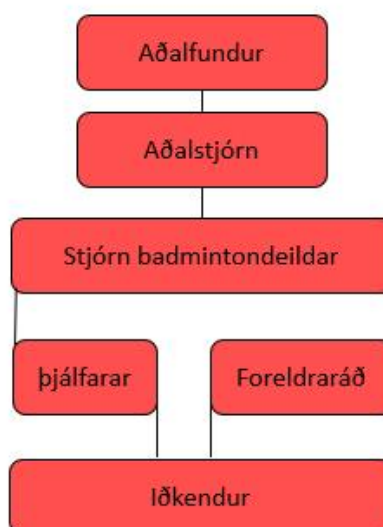 Aðalfundur
Aðalstjórn
Stjórn badmintondeildar
þjálfarar
Foreldraráð
Iðkendur